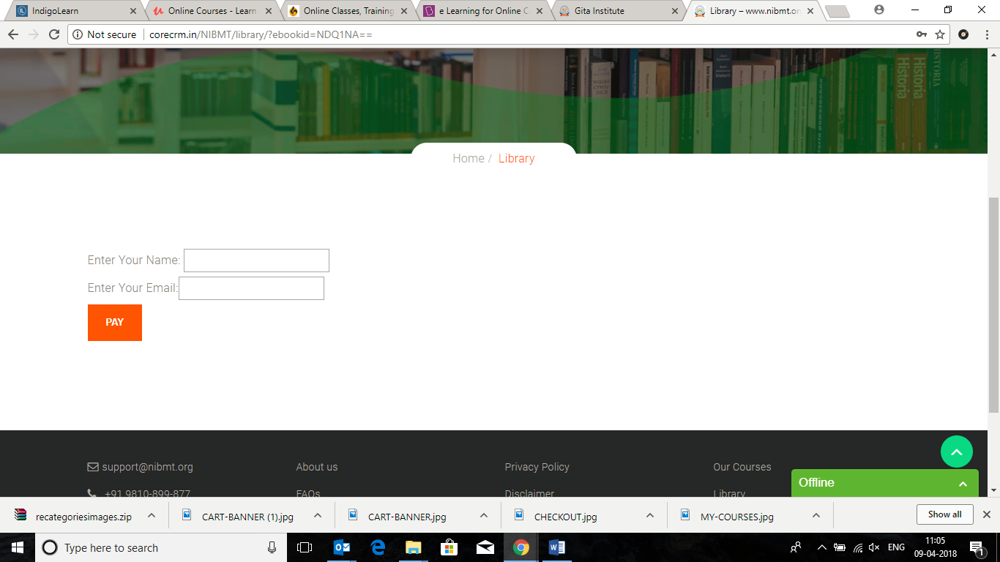 IndigoLearn
Online Courses - Learn
Online Classes, Training
e Learning for Online C
Gita Institute
Library – www.nibmt.or
Not secure
corecrm.in/NIBMT/library/?ebookid=NDQ1NA==
WIELKE
CYWILI
ZACJE
Historia
Historia
HISTORIA
Home / Library
Enter Your Name:
Enter Your Email:
PAY
support@nibmt.org
About us
Privacy Policy
Our Courses
+91 9810-899-877
FAQs
Disclaimer
Library
Offline
recategoriesimages.zip
CART-BANNER (1).jpg
CART-BANNER.jpg
CHECKOUT.jpg
MY-COURSES.jpg
Show all
Type here to search
ENG
11:05
09-04-2018
1